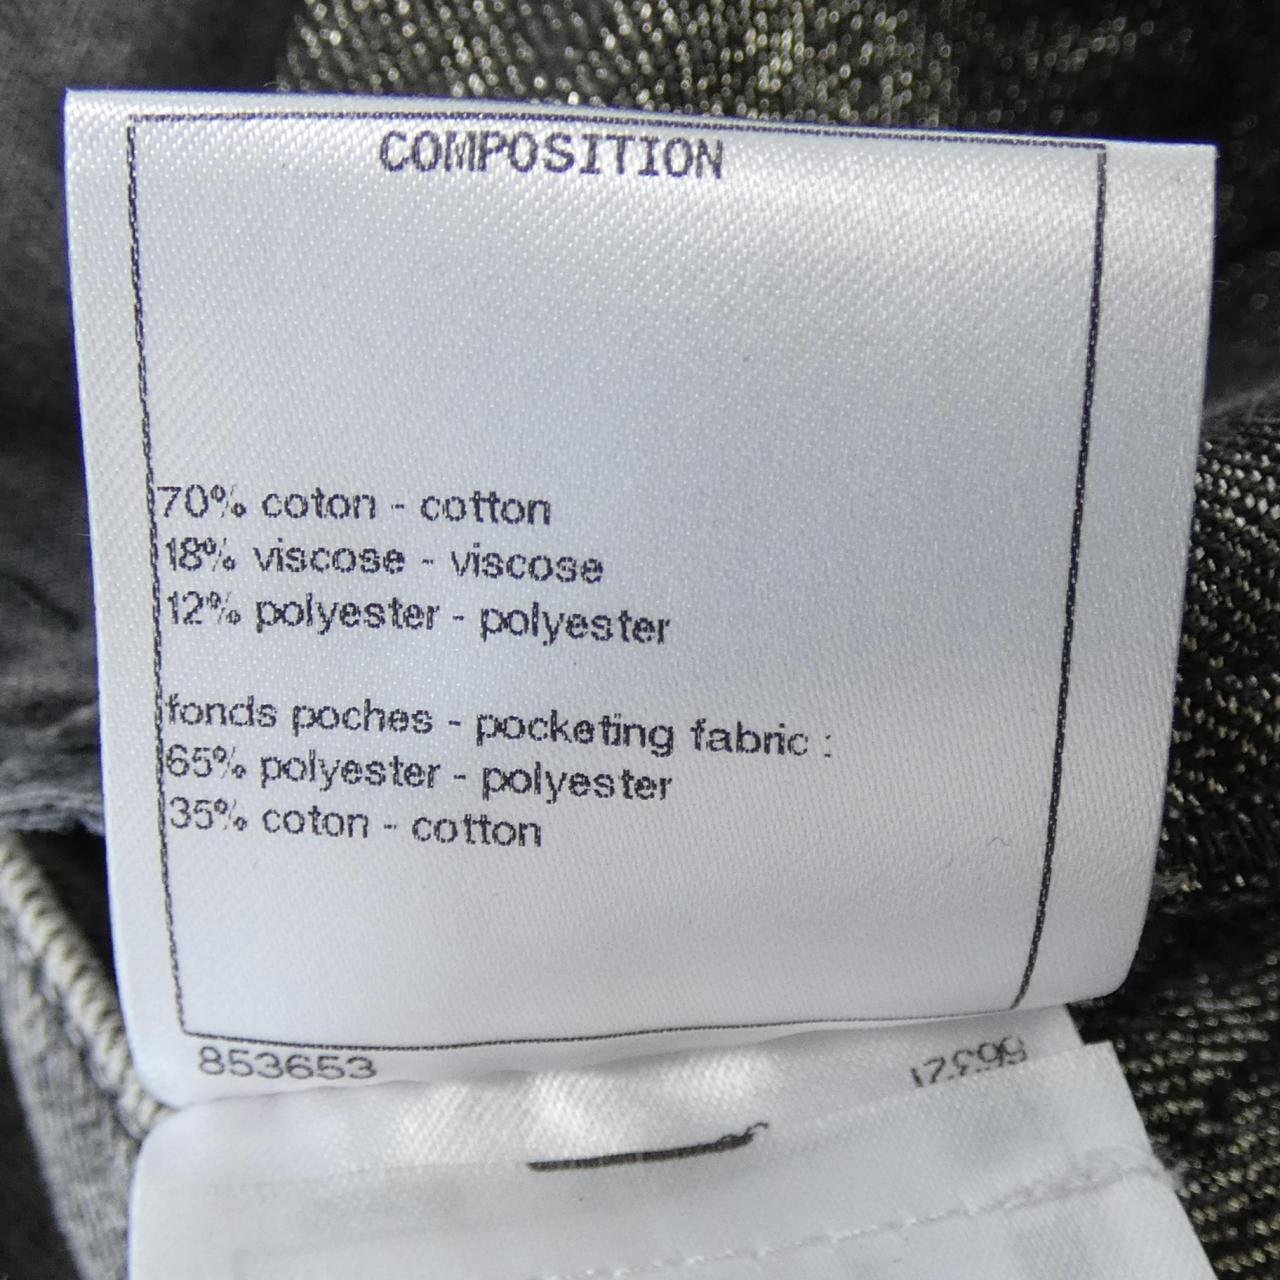 COMPOSITION
70% coton - cotton
18% viscose - viscose
12% polyester - polyester
fonds poches - pocketing fabric :
65% polyester - polyester
35% coton - cotton
853653